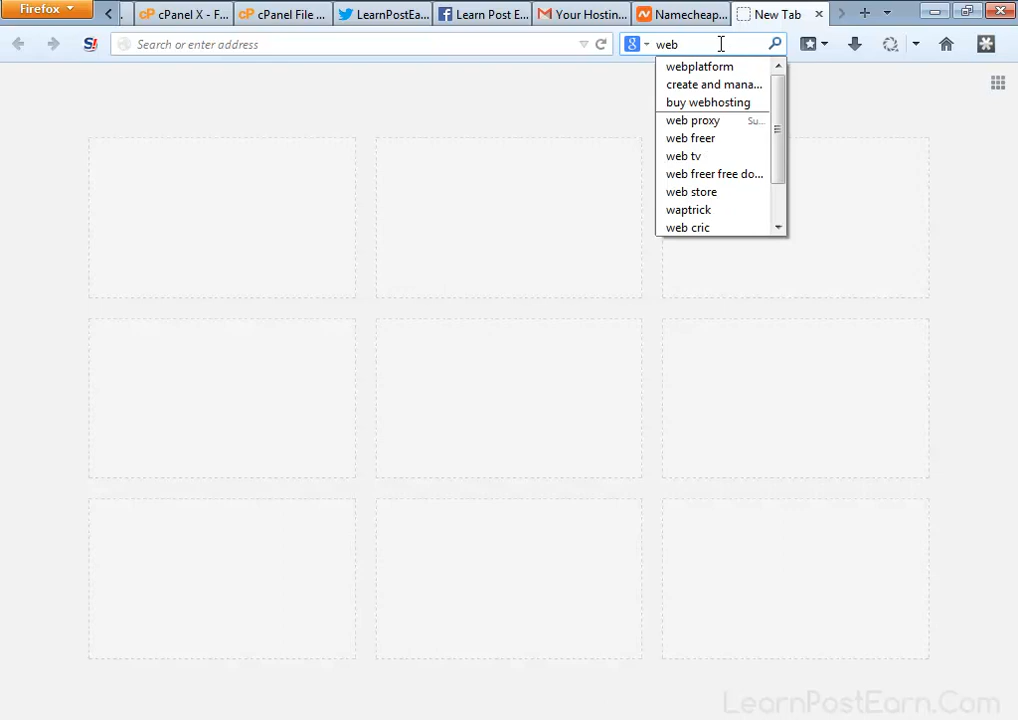 Firefox
cPanel X - F...
cPanel File ...
LearnPostEa...
Learn Post E...
Your Hostin...
Namecheap...
New Tab
Search or enter address
web
webplatform
create and mana...
buy webhosting
web proxy Su...
web freer
web tv
web freer free do...
web store
waptrick
web cric
LearnPostEarn.Com